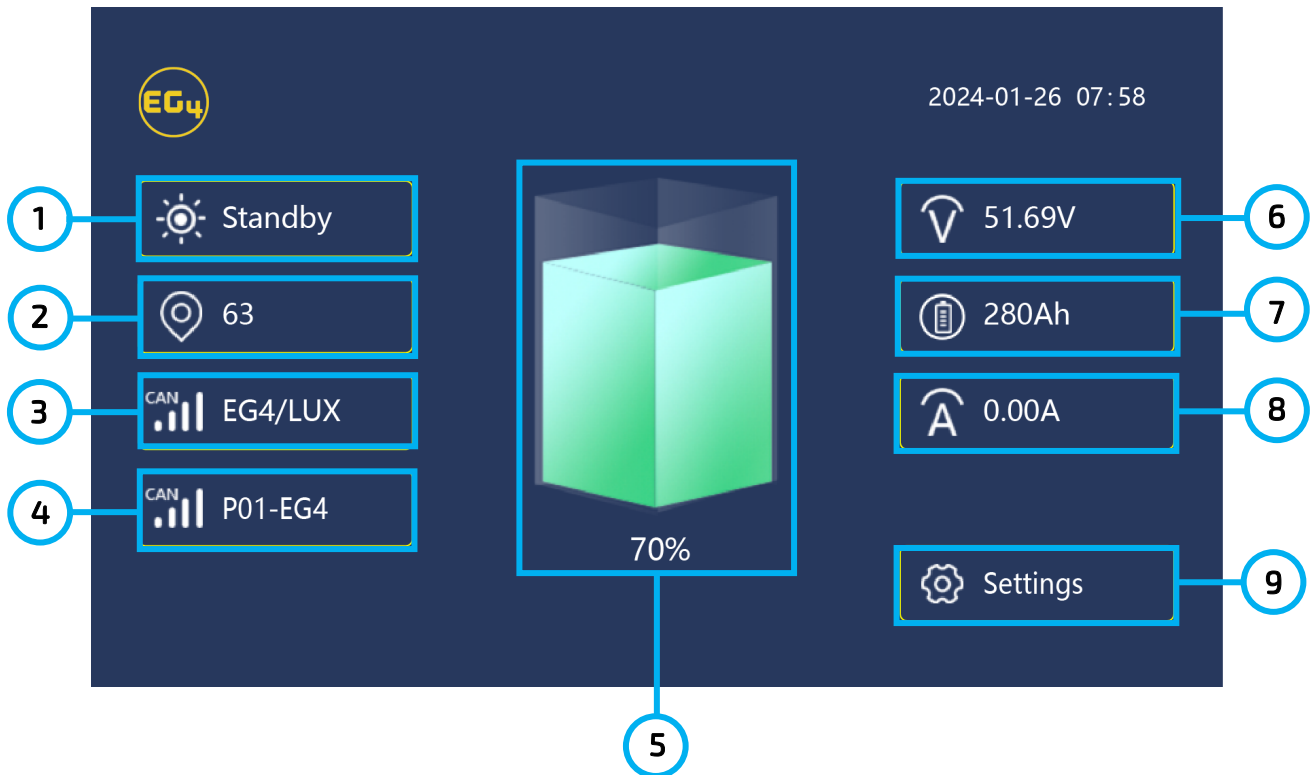 EG4
2024-01-26 07:58
1
Standby
51.69V
6
2
63
280Ah
7
3
CAN
EG4/LUX
0.00A
8
4
CAN
P01-EG4
70%
Settings
9
5